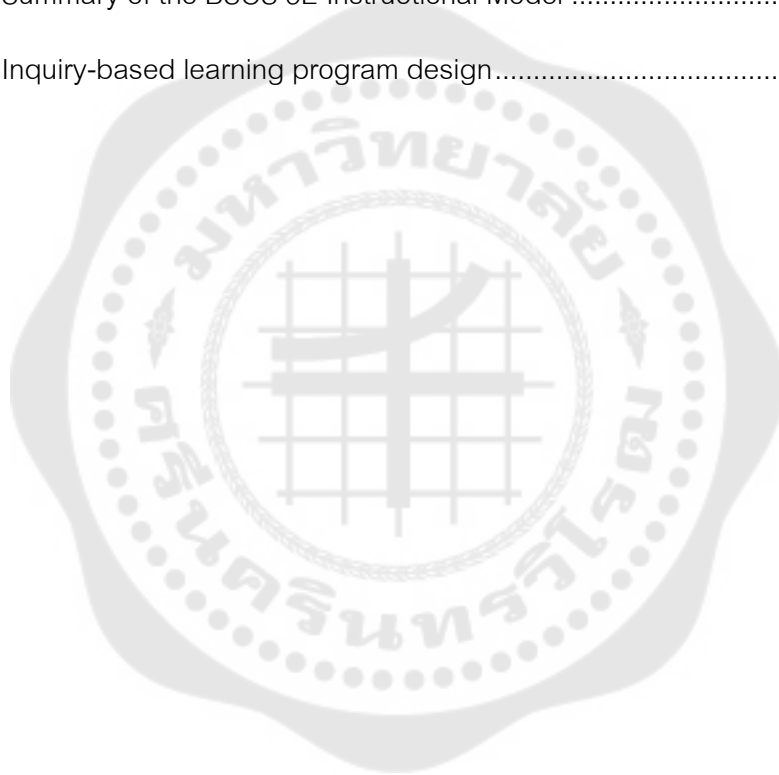 Summary of the BSCS 5E Instructional Model ............................
Inquiry-based learning program design.....................................
มหาวิทยาลัย
ศรีนครินทรวิโรฒ